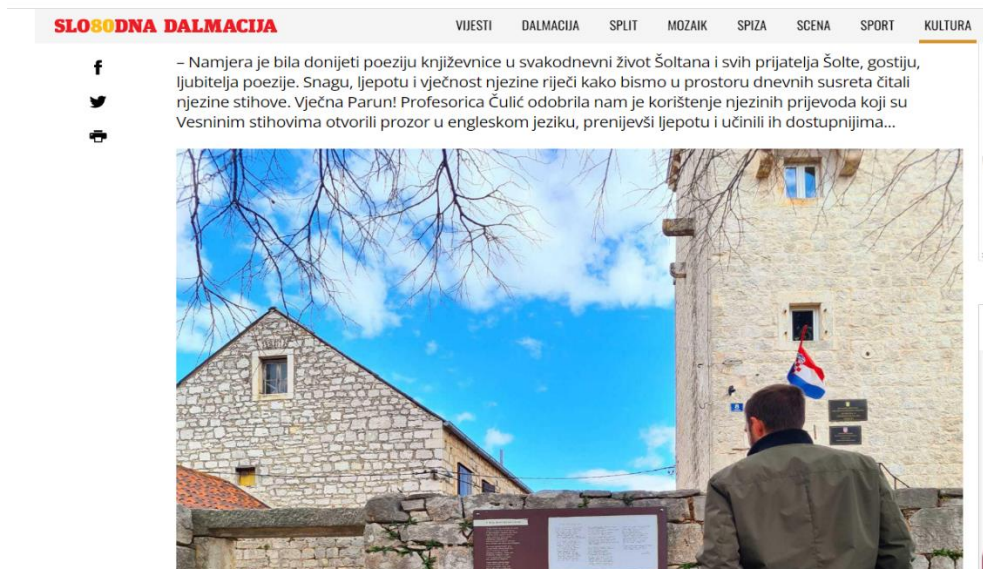 SLO80DNA DALMACIJA
VIJESTI DALMACIJA SPLIT MOZAIK SPIZA SCENA SPORT KULTURA
– Namjera je bila donijeti poeziju književnice u svakodnevni život Šoltana i svih prijatelja Šolte, gostiju,
ljubitelja poezije. Snagu, ljepotu i vječnost njezine riječi kako bismo u prostoru dnevnih susreta čitali
njezine stihove. Vječna Parun! Profesorica Čulić odobrila nam je korištenje njezinih prijevoda koji su
Vesninim stihovima otvorili prozor u engleskom jeziku, prenijevši ljepotu i učinili ih dostupnijima...